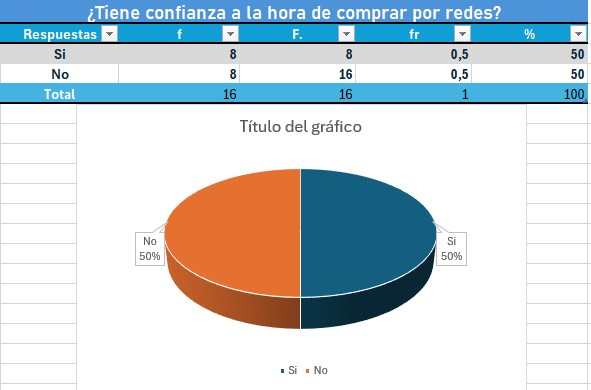 ¿Tiene confianza a la hora de comprar por redes?
Respuestas f F. fr %
Si 8 8 0,5 50
No 8 16 0,5 50
Total 16 16 1 100
Título del gráfico
No
50%
Si
50%
Si No